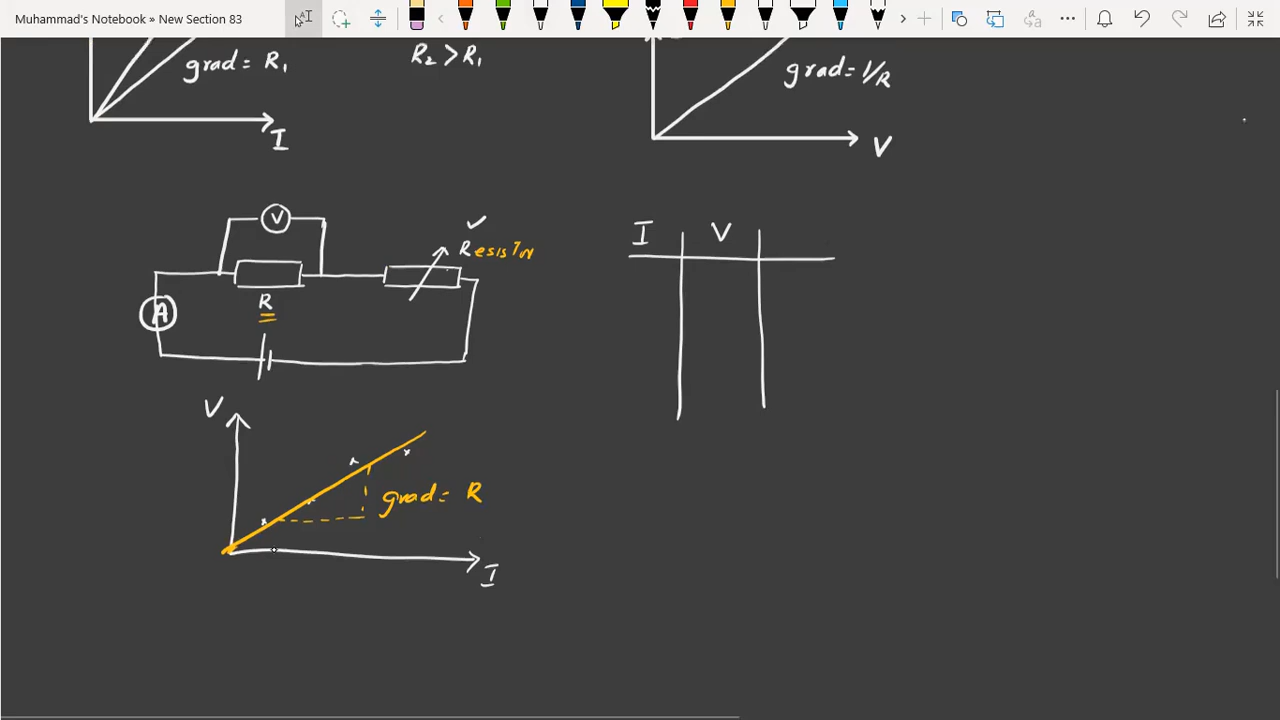 Muhammad's Notebook » New Section 83
grad = R₁
R₂ > R₁
I
grad = 1/R
V
V
A
R
Resistor
I V
V
grad = R
I